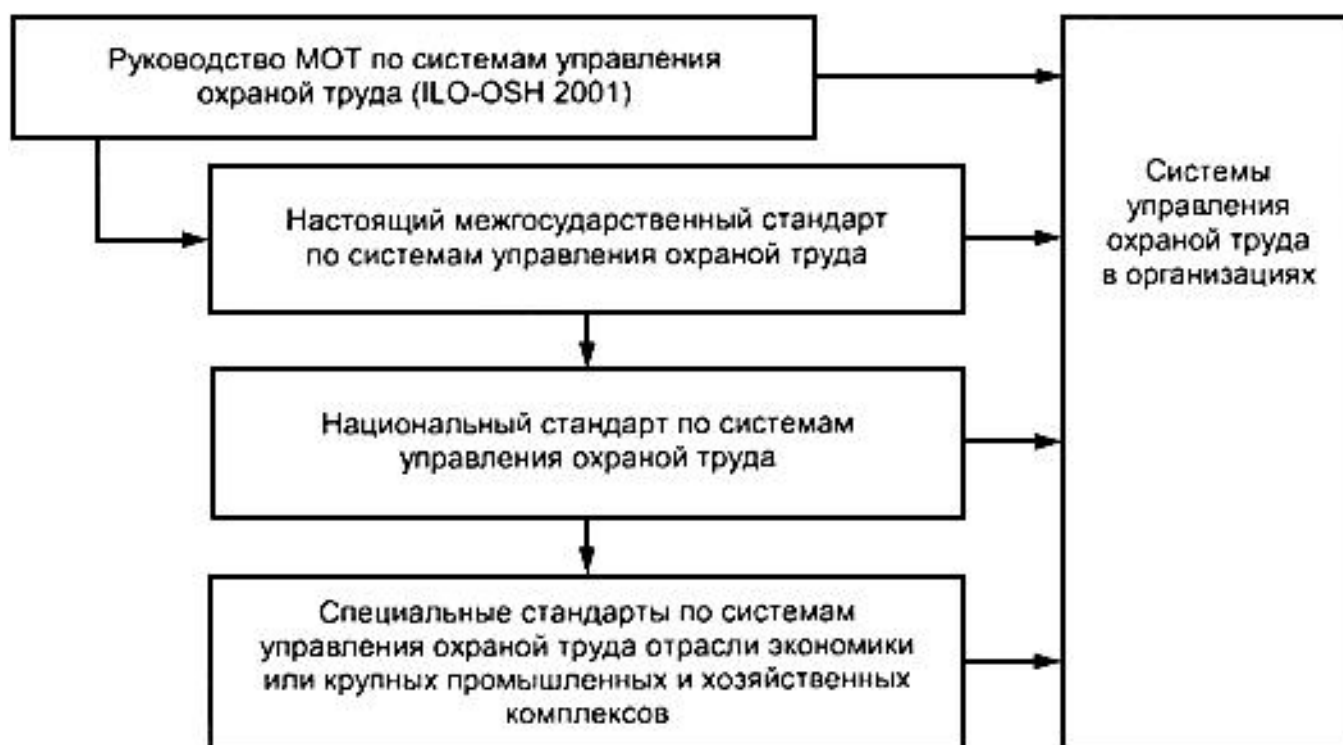 Руководство МОТ по системам управления
охраной труда (ILO-OSH 2001)
Настоящий межгосударственный стандарт
по системам управления охраной труда
Национальный стандарт по системам
управления охраной труда
Специальные стандарты по системам
управления охраной труда отрасли экономики
или крупных промышленных и хозяйственных
комплексов
Системы
управления
охраной труда
в организациях